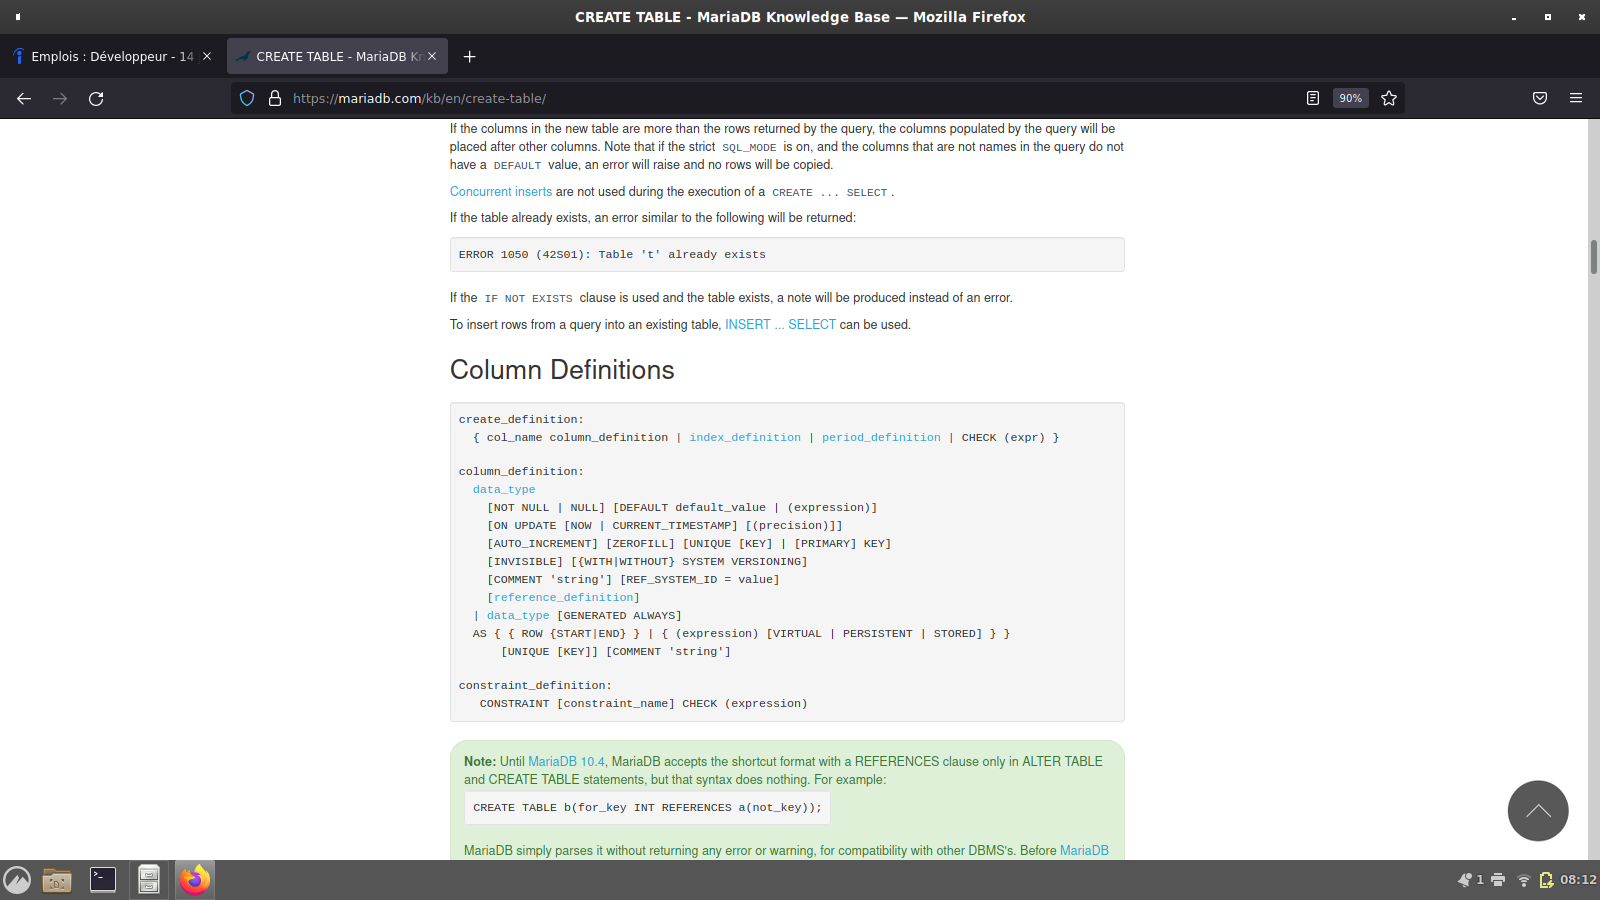 CREATE TABLE - MariaDB Knowledge Base — Mozilla Firefox
Emplois : Développeur - 14
CREATE TABLE - MariaDB Kn
https://mariadb.com/kb/en/create-table/
90%
If the columns in the new table are more than the rows returned by the query, the columns populated by the query will be
placed after other columns. Note that if the strict SQL_MODE is on, and the columns that are not names in the query do not
have a DEFAULT value, an error will raise and no rows will be copied.
Concurrent inserts are not used during the execution of a CREATE ... SELECT.
If the table already exists, an error similar to the following will be returned:
ERROR 1050 (42S01): Table 't' already exists
If the IF NOT EXISTS clause is used and the table exists, a note will be produced instead of an error.
To insert rows from a query into an existing table, INSERT ... SELECT can be used.
Column Definitions
create_definition:
{ col_name column_definition | index_definition | period_definition | CHECK (expr) }
column_definition:
data_type
[NOT NULL | NULL] [DEFAULT default_value | (expression)]
[ON UPDATE [NOW | CURRENT_TIMESTAMP] [(precision)]]
[AUTO_INCREMENT] [ZEROFILL] [UNIQUE [KEY] | [PRIMARY] KEY]
[INVISIBLE] [{WITH|WITHOUT} SYSTEM VERSIONING]
[COMMENT 'string'] [REF_SYSTEM_ID = value]
[reference_definition]
| data_type [GENERATED ALWAYS]
AS { { ROW {START|END} } | { (expression) [VIRTUAL | PERSISTENT | STORED] } }
[UNIQUE [KEY]] [COMMENT 'string']
constraint_definition:
CONSTRAINT [constraint_name] CHECK (expression)
Note: Until MariaDB 10.4, MariaDB accepts the shortcut format with a REFERENCES clause only in ALTER TABLE
and CREATE TABLE statements, but that syntax does nothing. For example:
CREATE TABLE b(for_key INT REFERENCES a(not_key));
MariaDB simply parses it without returning any error or warning, for compatibility with other DBMS's. Before MariaDB
1
08:12